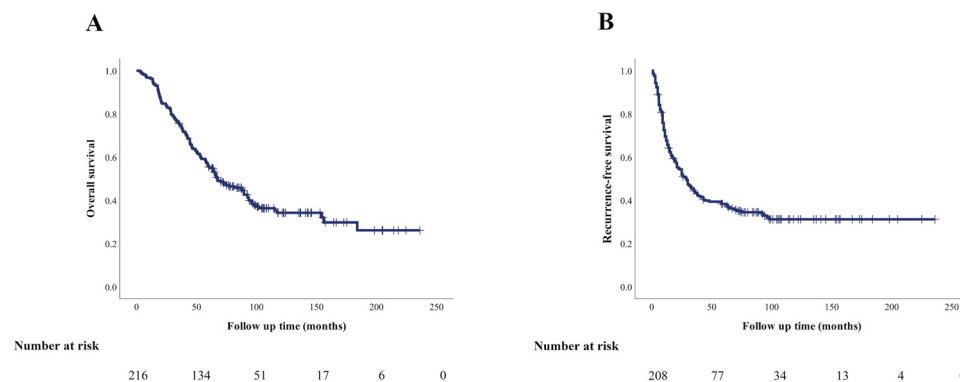 A
B
Overall survival
1.0
0.8
0.6
0.4
0.2
0.0
0 50 100 150 200 250
Follow up time (months)
Recurrence-free survival
1.0
0.8
0.6
0.4
0.2
0.0
0 50 100 150 200 250
Follow up time (months)
Number at risk
216 134 51 17 6 0
Number at risk
208 77 34 13 4